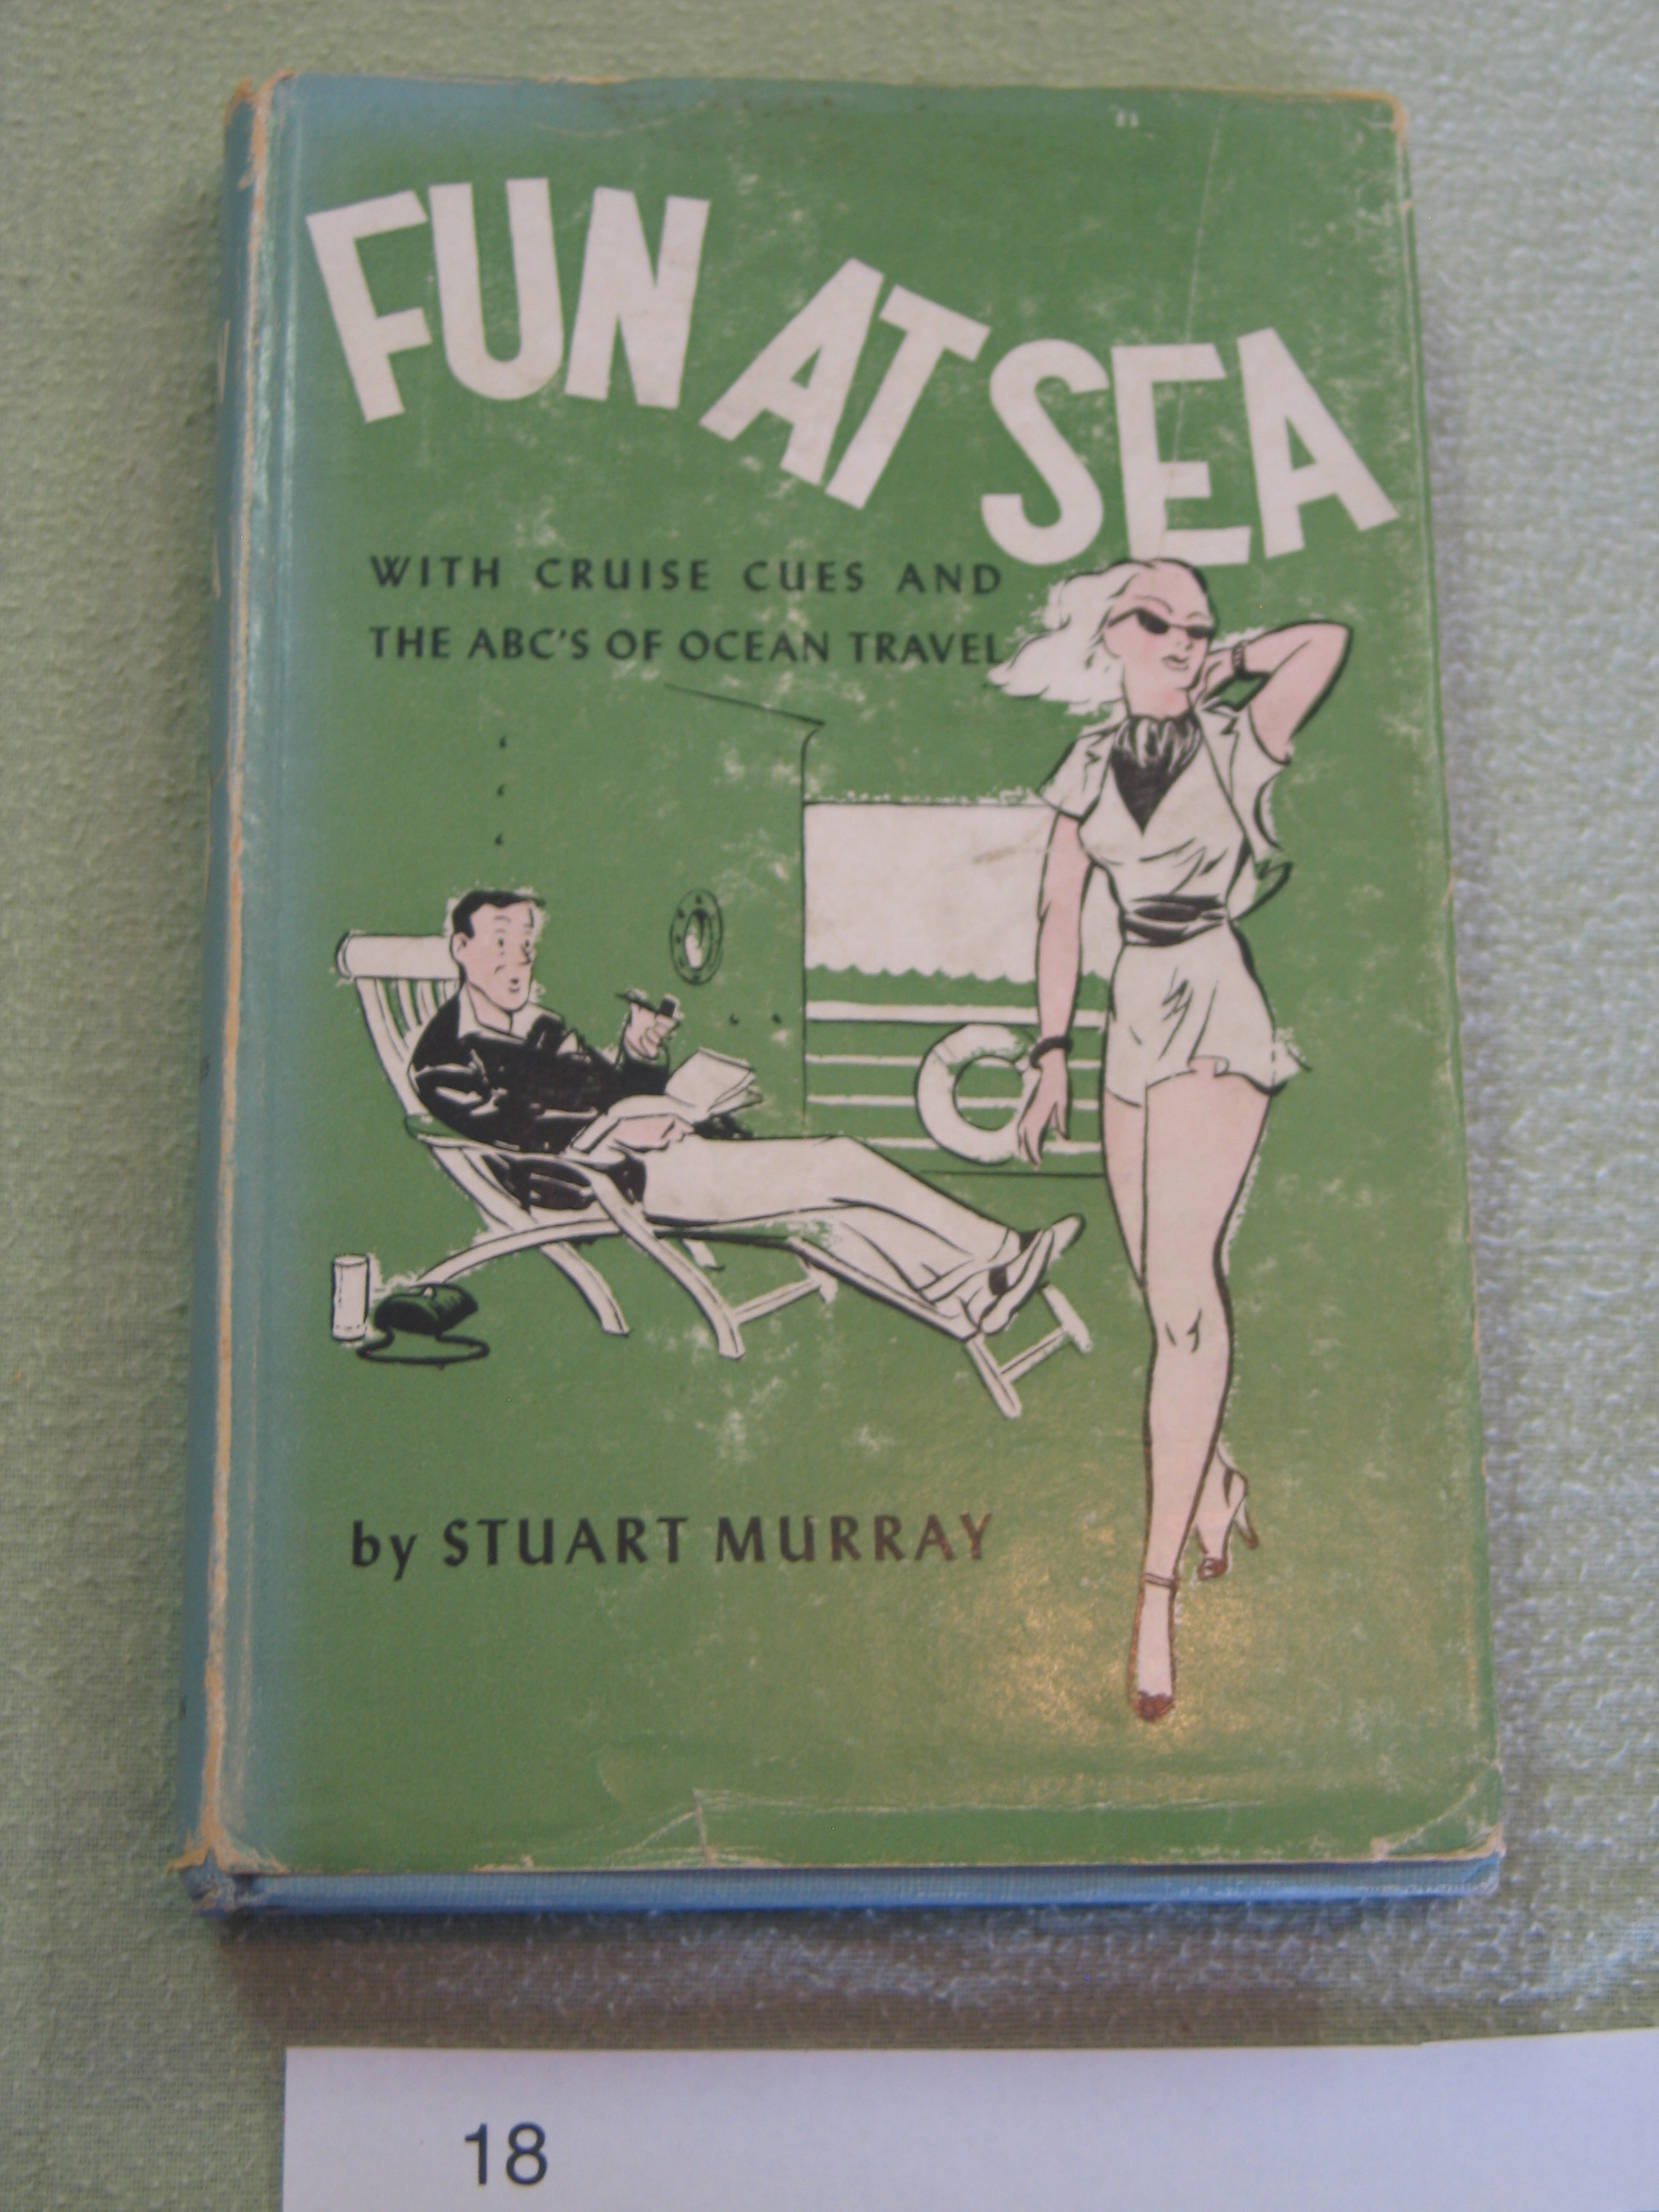 FUN AT SEA
WITH CRUISE CUES AND
THE ABC'S OF OCEAN TRAVEL
by STUART MURRAY
18